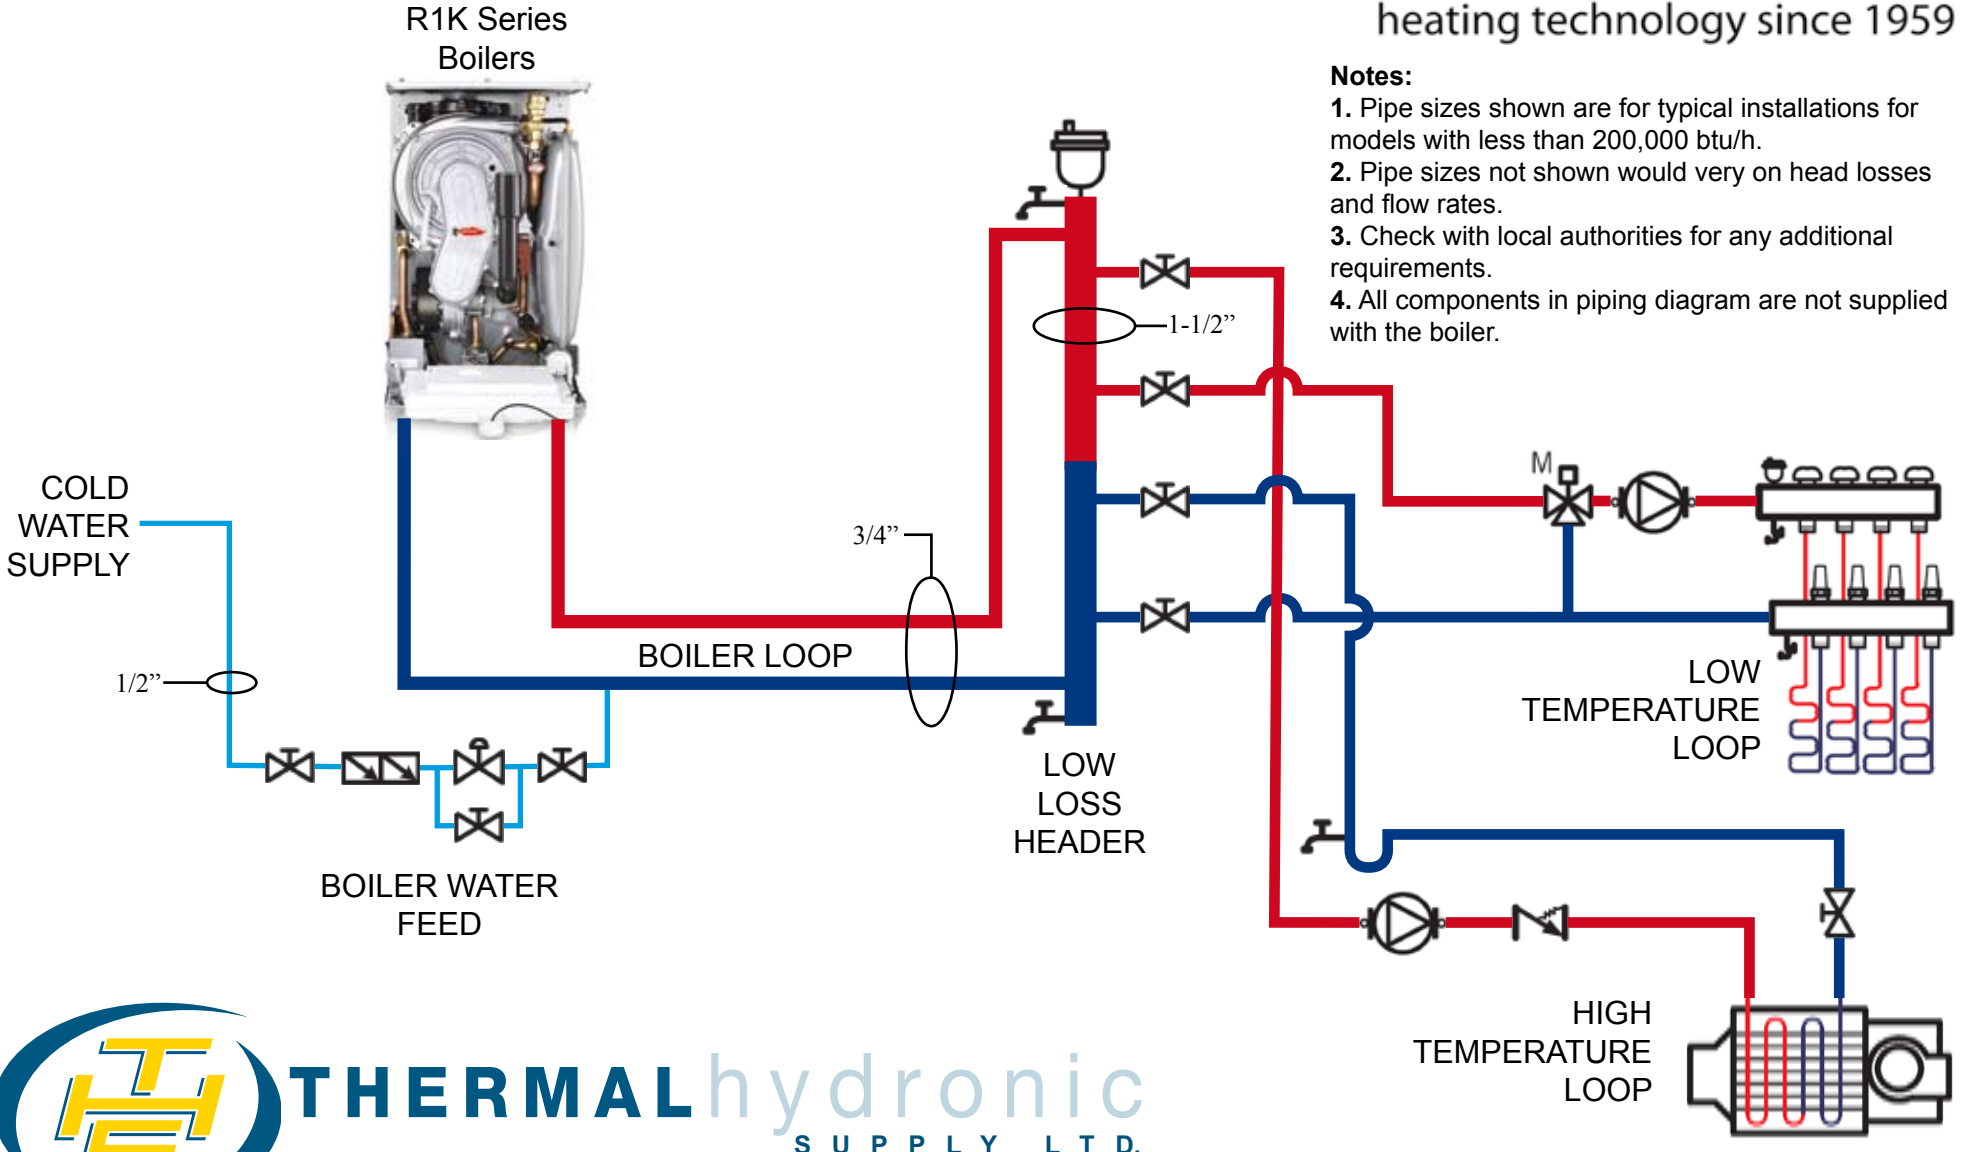 R1K Series
Boilers
heating technology since 1959
Notes:
1. Pipe sizes shown are for typical installations for
models with less than 200,000 btu/h.
2. Pipe sizes not shown would very on head losses
and flow rates.
3. Check with local authorities for any additional
requirements.
4. All components in piping diagram are not supplied
with the boiler.
1-1/2”
M
COLD
WATER
SUPPLY
3/4”
BOILER LOOP
1/2”
LOW
TEMPERATURE
LOOP
LOW
LOSS
HEADER
BOILER WATER
FEED
HIGH
TEMPERATURE
LOOP
THE
THERMAL hydronic
SUPPLY LTD.